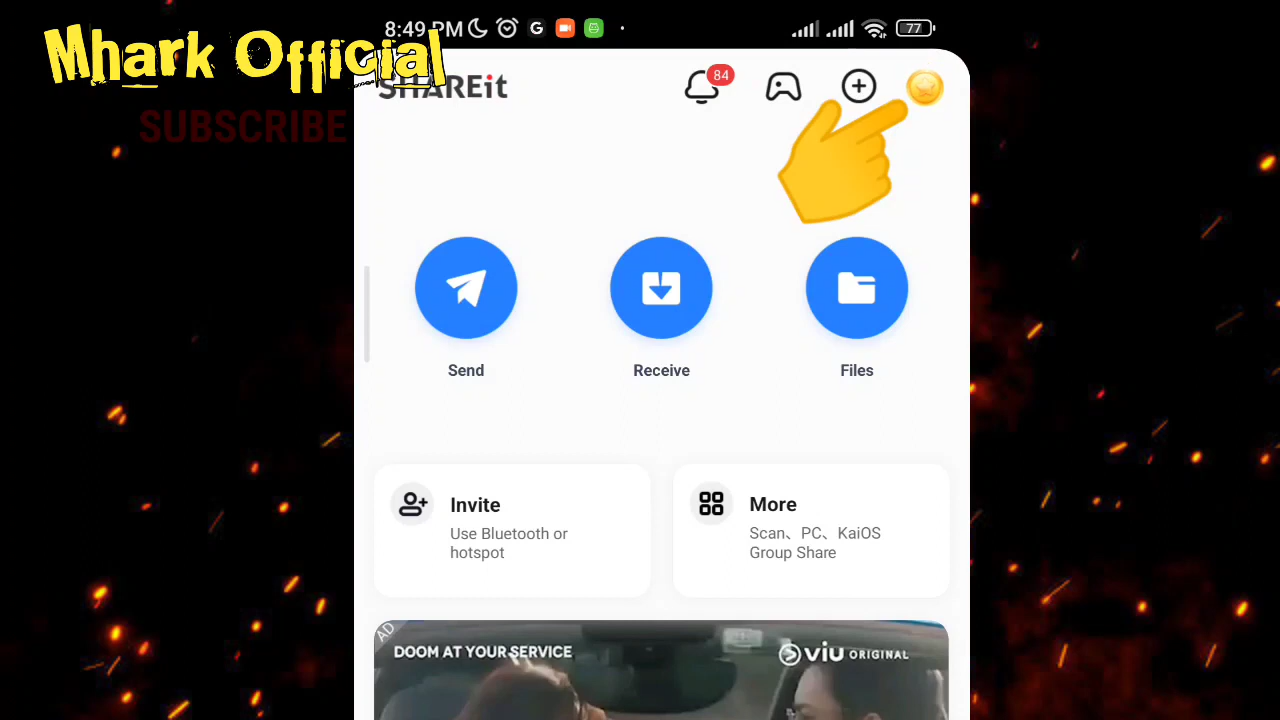 Mhark Official
SUBSCRIBE
8:49 PM
G
77
SHAREit
84
Send
Receive
Files
Invite
Use Bluetooth or
hotspot
More
Scan、PC、KaiOS
Group Share
AD
DOOM AT YOUR SERVICE
viu ORIGINAL